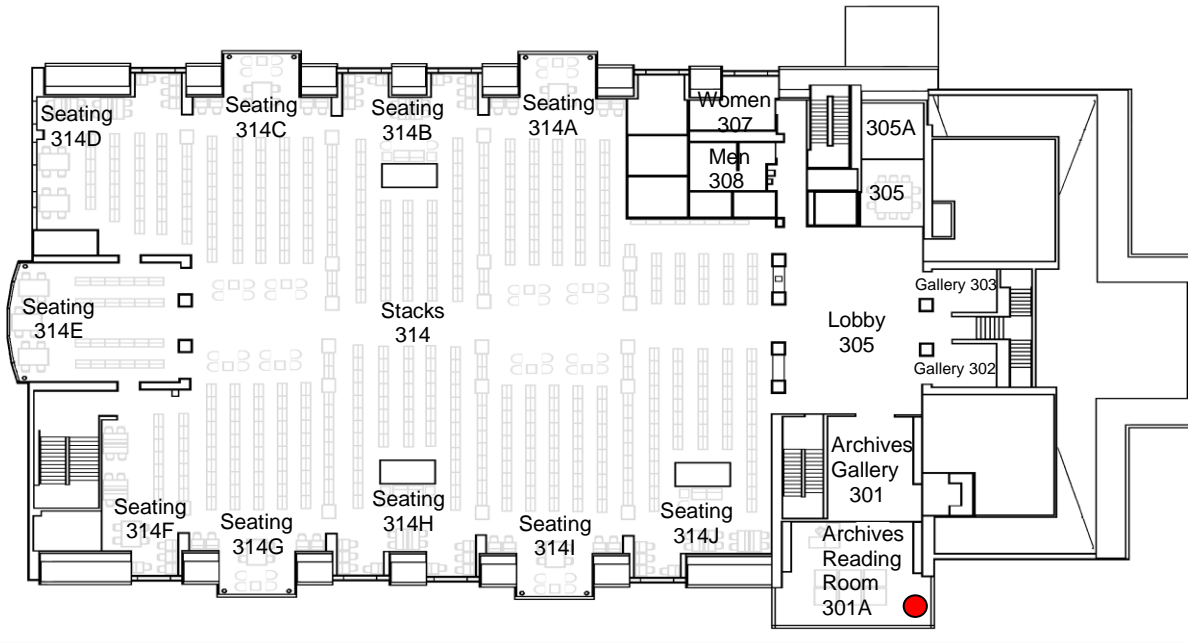 Women
307
305A
Seating
314D
Seating
314C
Seating
314B
Seating
314A
Men
308
305
Gallery 303
Seating
314E
Stacks
314
Lobby
305
Gallery 302
Archives
Gallery
301
Seating
314F
Seating
314G
Seating
314H
Seating
314I
Seating
314J
Archives
Reading
Room
301A